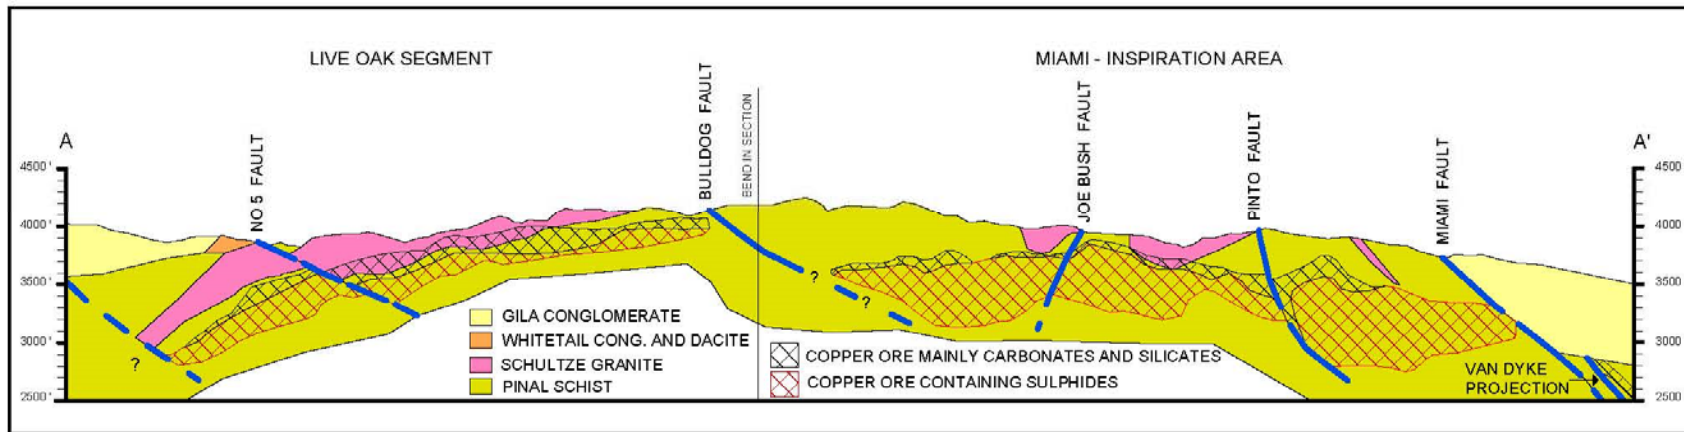 LIVE OAK SEGMENT
MIAMI - INSPIRATION AREA
A
NO 5 FAULT
BULLDOG FAULT
BEND IN SECTION
JOE BUSH FAULT
PINTO FAULT
MIAMI FAULT
A'
4500 '
4000 '
3500 '
3000 '
2500 '
4500
4000
3500
3000
2500
?
?
?
GILA CONGLOMERATE
WHITETAIL CONG. AND DACITE
SCHULTZE GRANITE
PINAL SCHIST
COPPER ORE MAINLY CARBONATES AND SILICATES
COPPER ORE CONTAINING SULPHIDES
VAN DYKE
PROJECTION